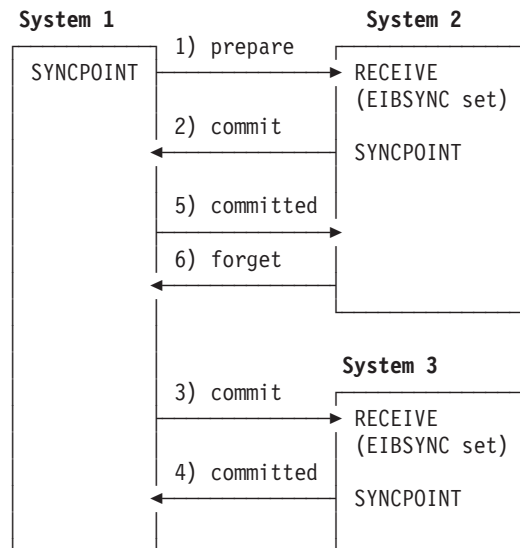 System 1
System 2
1) prepare
SYNCPOINT
RECEIVE
(EIBSYNC set)
2) commit
SYNCPOINT
5) committed
6) forget
System 3
3) commit
RECEIVE
(EIBSYNC set)
4) committed
SYNCPOINT